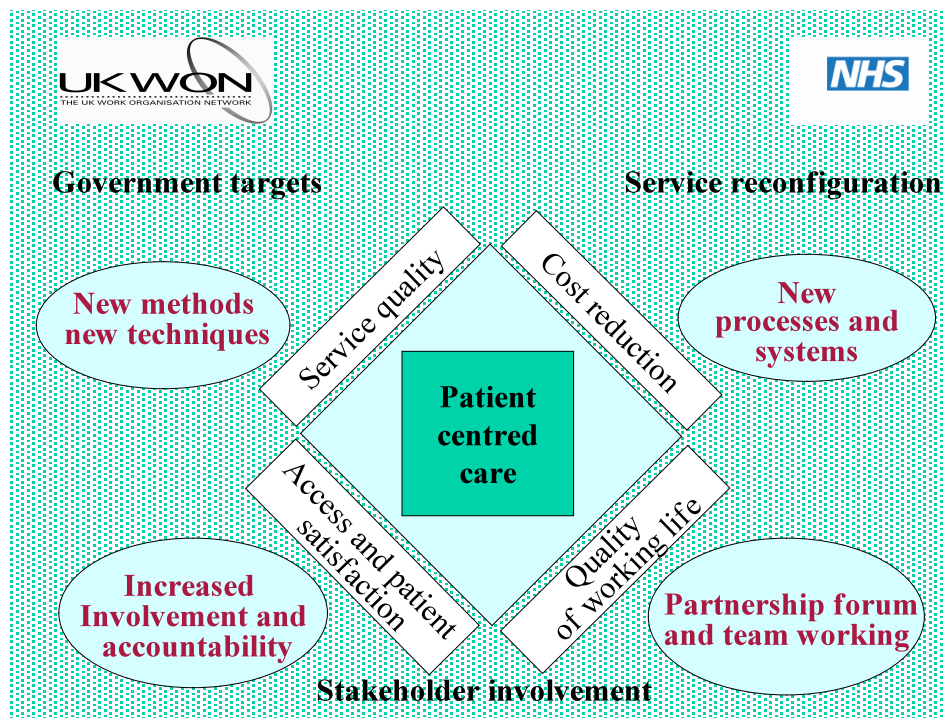 UK WON
THE UK WORK ORGANISATION NETWORK
NHS
Government targets
Service reconfiguration
Service quality
Cost reduction
New methods
new techniques
New
processes and
systems
Patient
centred
care
Access and patient
satisfaction
Quality
of working life
Increased
Involvement and
accountability
Partnership forum
and team working
Stakeholder involvement